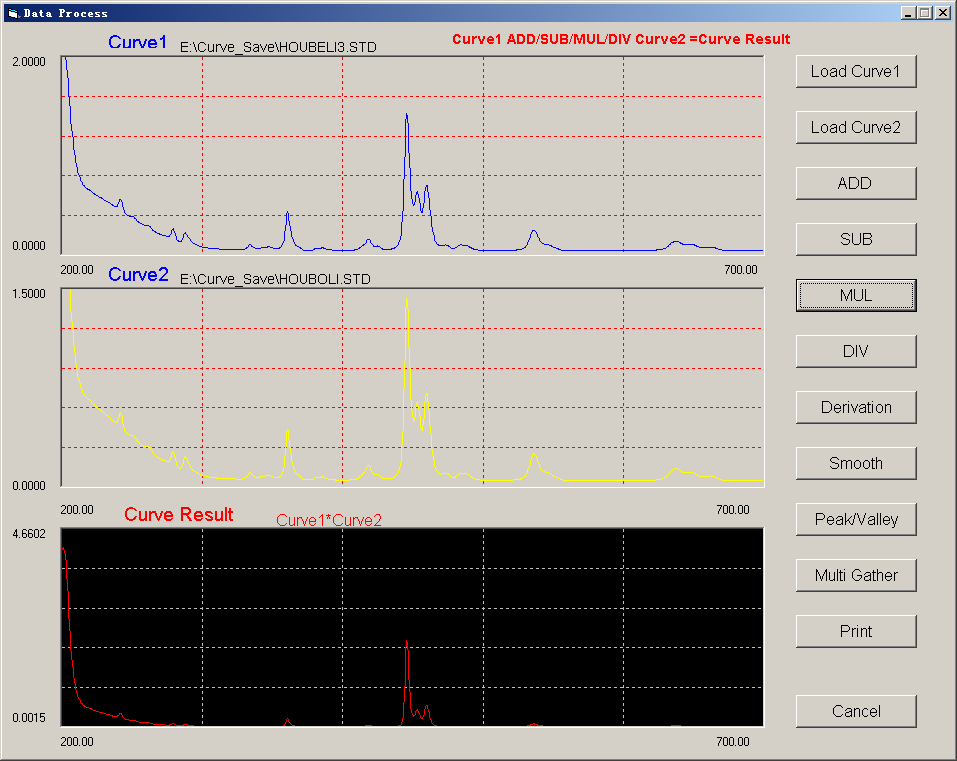 Data Process
Curve1 E:\Curve_Save\HOUBELI3.STD
Curve1 ADD/SUB/MUL/DIV Curve2 =Curve Result
2.0000
0.0000
200.00
700.00
Curve2 E:\Curve_Save\HOUBOLI.STD
1.5000
0.0000
200.00
700.00
Curve Result Curve1*Curve2
4.6602
0.0015
200.00
700.00
Load Curve1
Load Curve2
ADD
SUB
MUL
DIV
Derivation
Smooth
Peak/Valley
Multi Gather
Print
Cancel